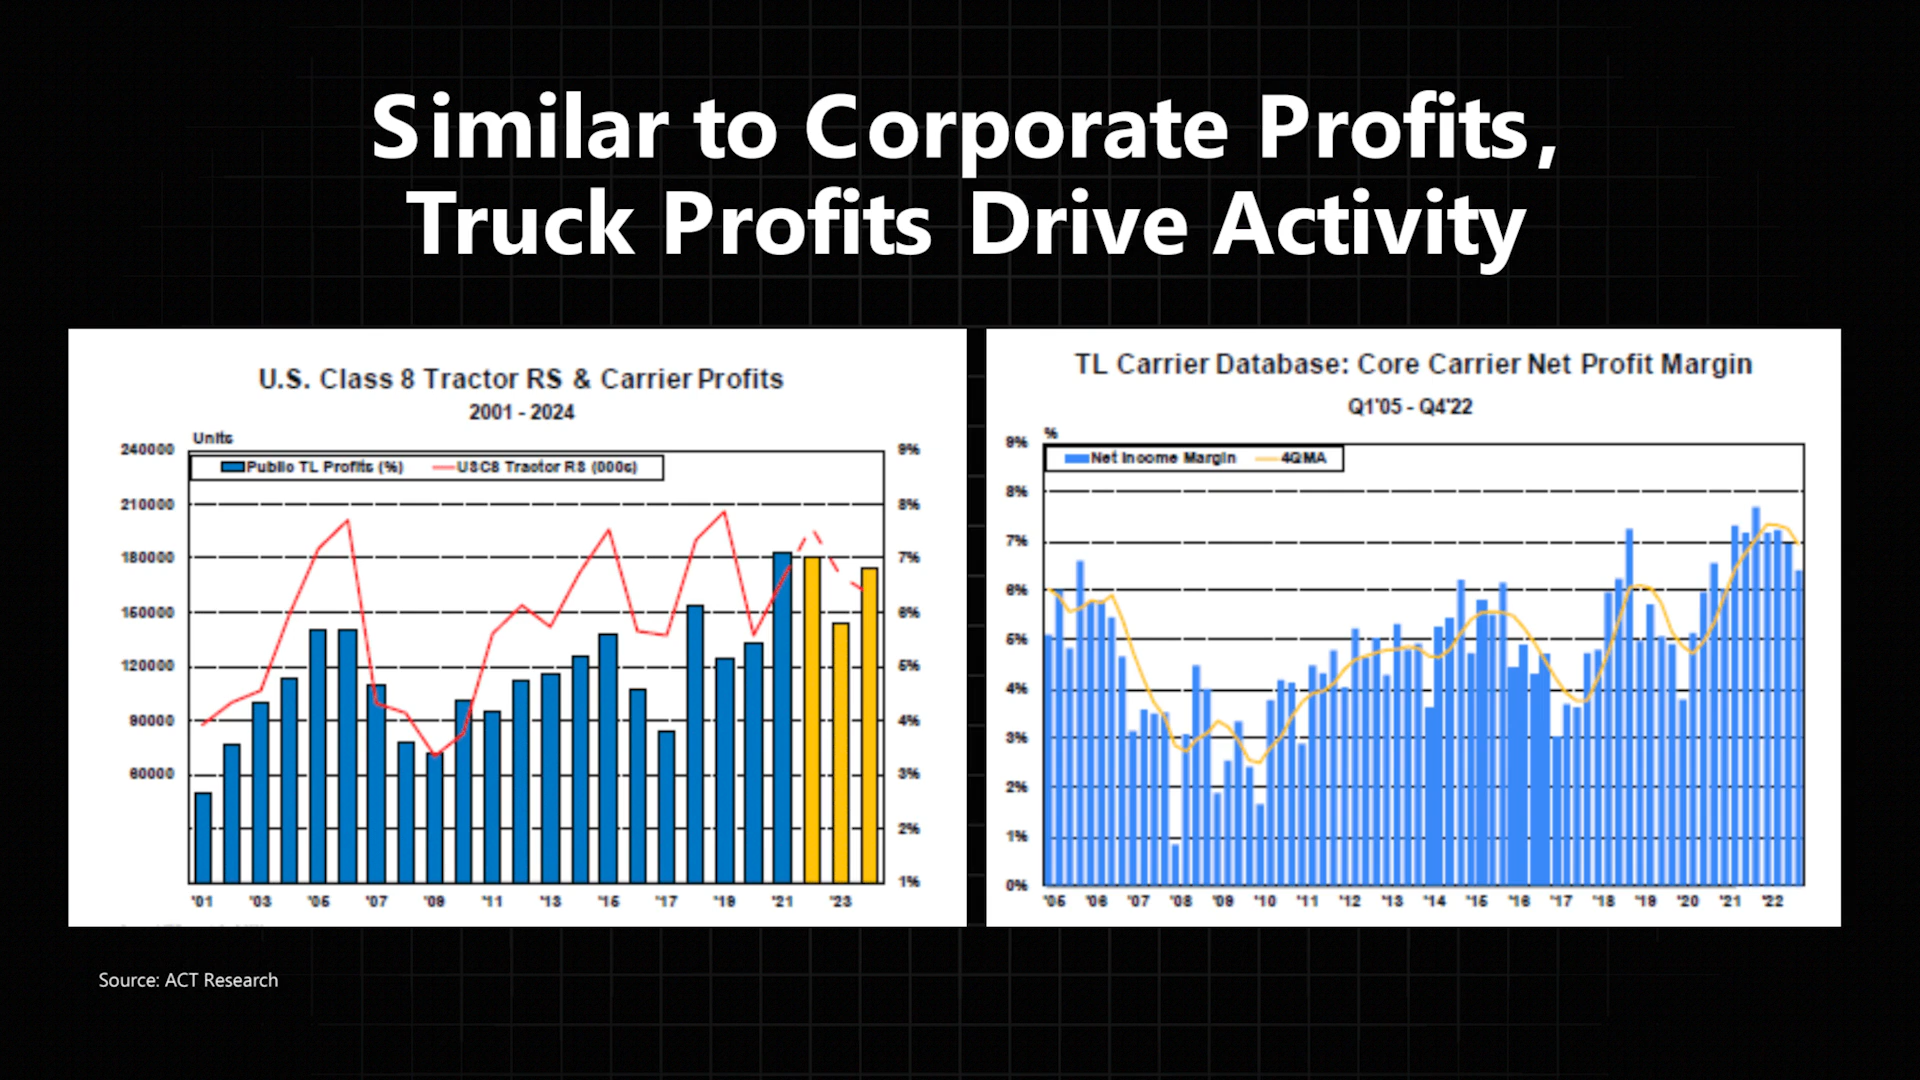 Similar to Corporate Profits,
Truck Profits Drive Activity
U.S. Class 8 Tractor RS & Carrier Profits
2001 - 2024
Units
Public TL Profits (%) USC8 Tractor RS (000s)
240000 9%
210000 8%
180000 7%
150000 6%
120000 5%
90000 4%
60000 3%
2%
1%
'01 '03 '05 '07 '09 '11 '13 '15 '17 '19 '21 '23
TL Carrier Database: Core Carrier Net Profit Margin
Q1'05 - Q4'22
%
Net Income Margin 4QMA
9%
8%
7%
6%
5%
4%
3%
2%
1%
0%
'05 '06 '07 '08 '09 '10 '11 '12 '13 '14 '15 '16 '17 '18 '19 '20 '21 '22
Source: ACT Research